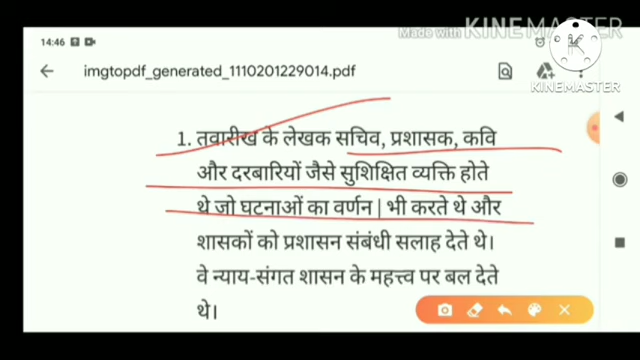 Made with KINEMASTER
14:46
imgtopdf_generated_1110201229014.pdf
KINEMASTER
1. तवारीख के लेखक सचिव, प्रशासक, कवि
और दरबारियों जैसे सुशिक्षित व्यक्ति होते
थे जो घटनाओं का वर्णन | भी करते थे और
शासकों को प्रशासन संबंधी सलाह देते थे।
वे न्याय-संगत शासन के महत्त्व पर बल देते
थे।